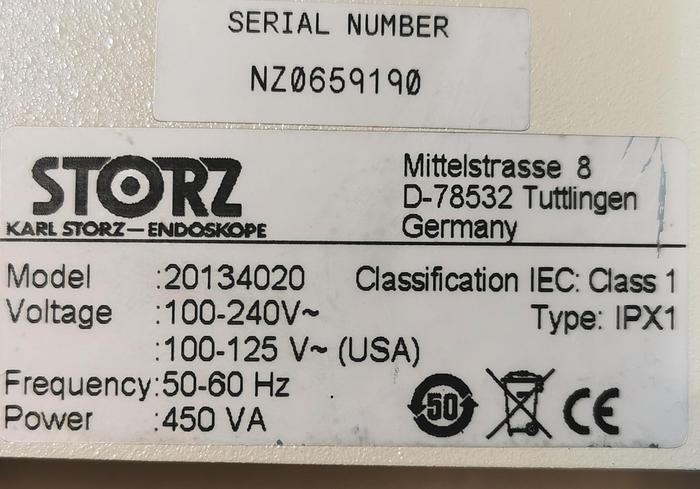 SERIAL NUMBER
NZ0659190
STORZ
KARL STORZ—ENDOSKOPE
Mittelstrasse 8
D-78532 Tuttlingen
Germany
Model :20134020 Classification IEC: Class 1
Voltage :100-240V~ Type: IPX1
:100-125 V~ (USA)
Frequency:50-60 Hz
Power :450 VA
50 CE